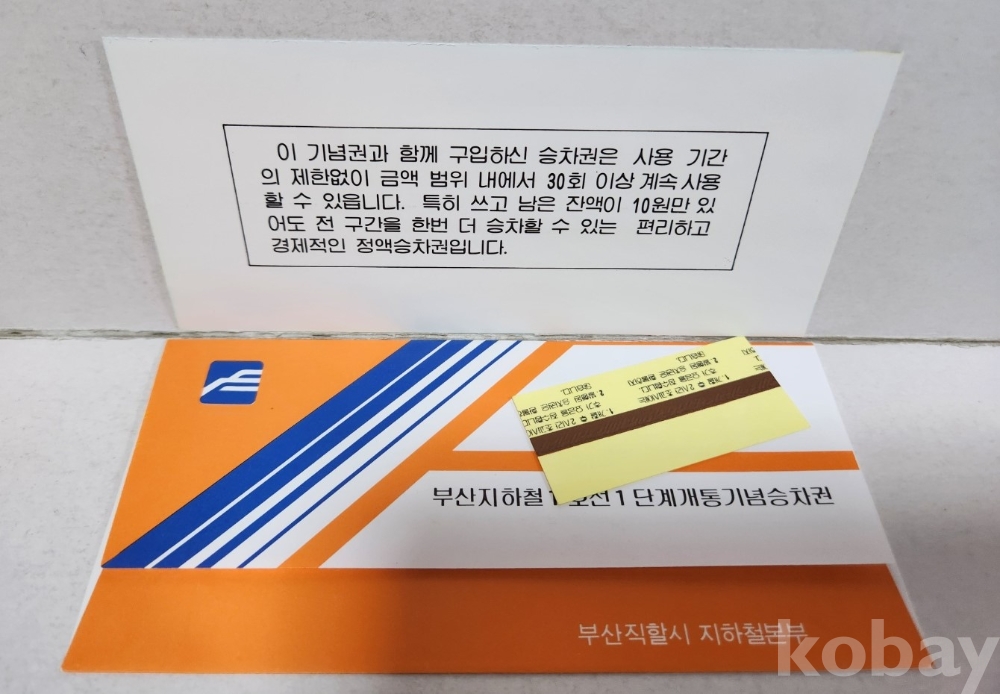 이 기념권과 함께 구입하신 승차권은 사용 기간
의 제한없이 금액 범위 내에서 30회 이상 계속 사용
할 수 있읍니다. 특히 쓰고 남은 잔액이 10원만 있
어도 전 구간을 한번 더 승차할 수 있는 편리하고
경제적인 정액승차권입니다.
부산지하철 1호선 1 단계개통기념승차권
부산직할시 지하철본부
kobay